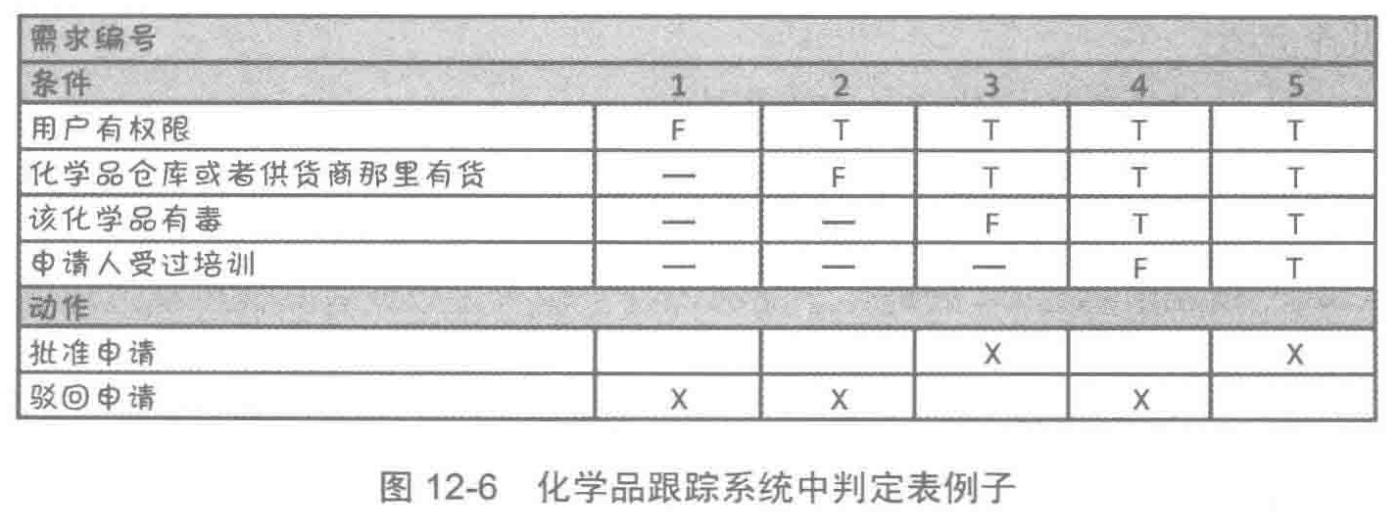 需求编号
条件 1 2 3 4 5
用户有权限 F T T T T
化学品仓库或者供货商那里有货 — F T T T
该化学品有毒 — — F T T
申请人受过培训 — — — F T
动作
批准申请 X X
驳回申请 X X X
图 12-6 化学品跟踪系统中判定表例子